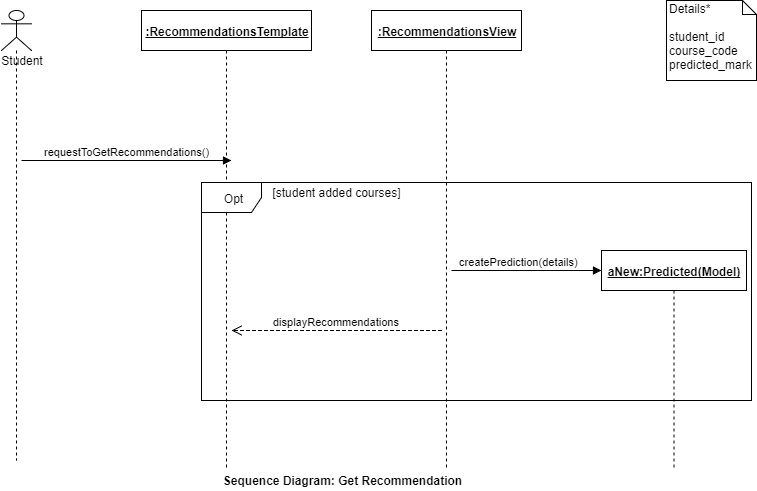 Details*
:RecommendationsTemplate
:RecommendationsView
student_id
course_code
predicted_mark
Student
requestToGetRecommendations()
Opt
[student added courses]
createPrediction(details)
aNew:Predicted(Model)
displayRecommendations
Sequence Diagram: Get Recommendation